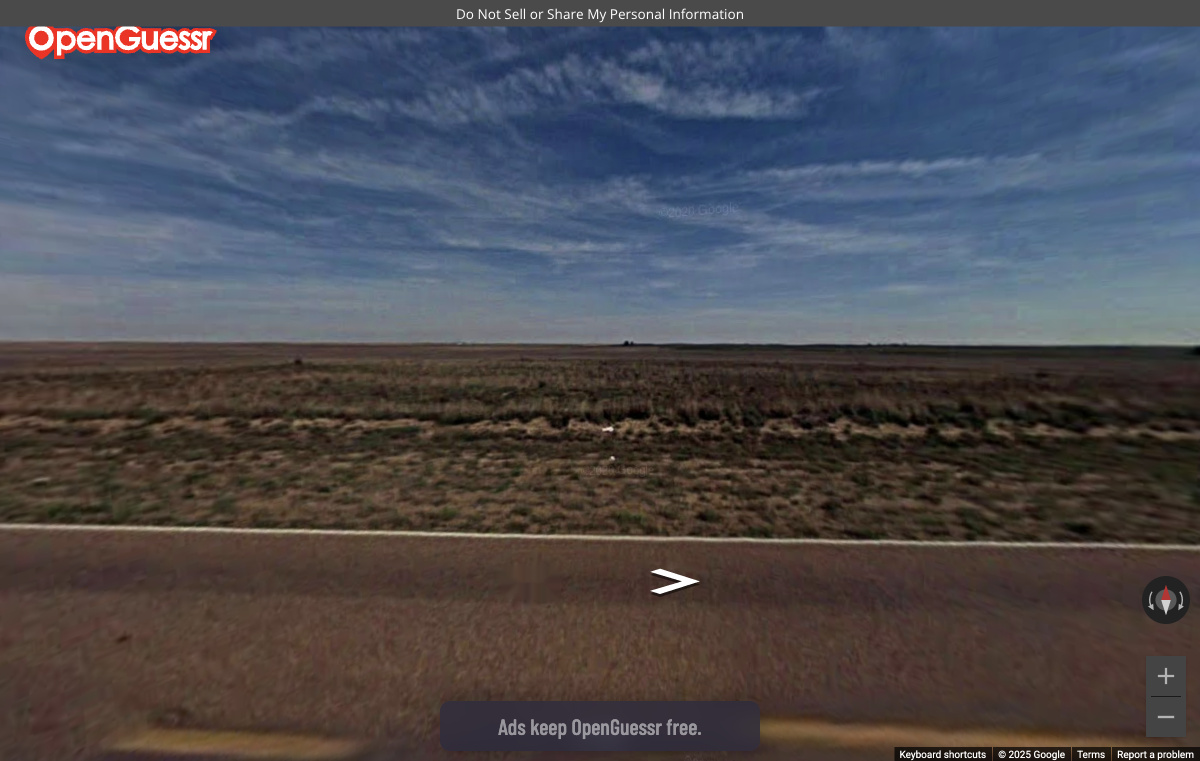 Do Not Sell or Share My Personal Information
OpenGuessr
© 2020 Google
Ads keep OpenGuessr free.
Keyboard shortcuts
© 2025 Google
Terms
Report a problem